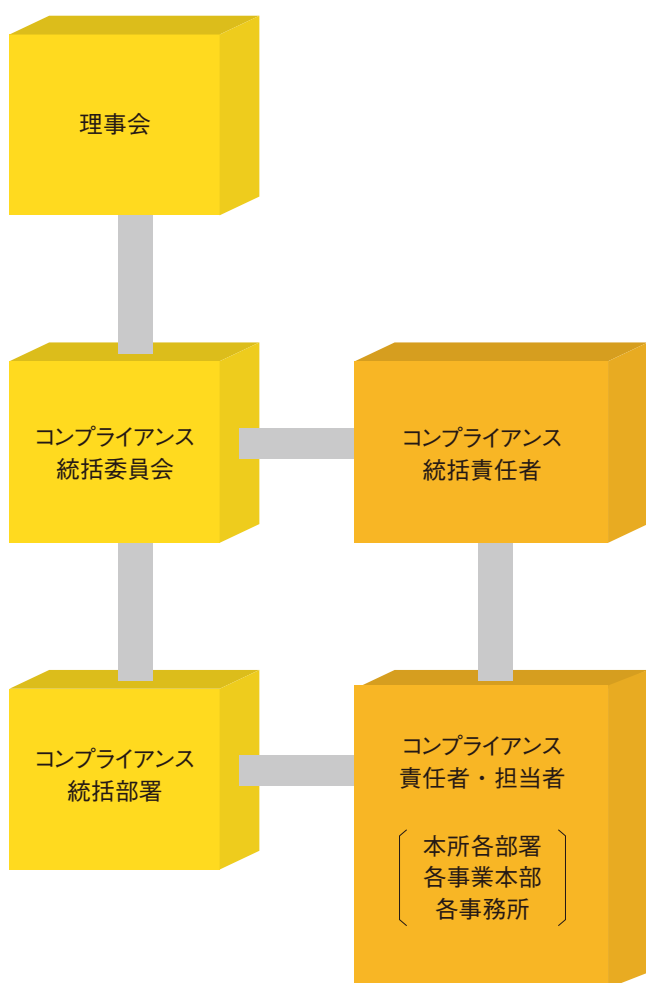 理事会
コンプライアンス
統括委員会
コンプライアンス
統括責任者
コンプライアンス
統括部署
コンプライアンス
責任者・担当者
本所各部署
各事業本部
各事務所